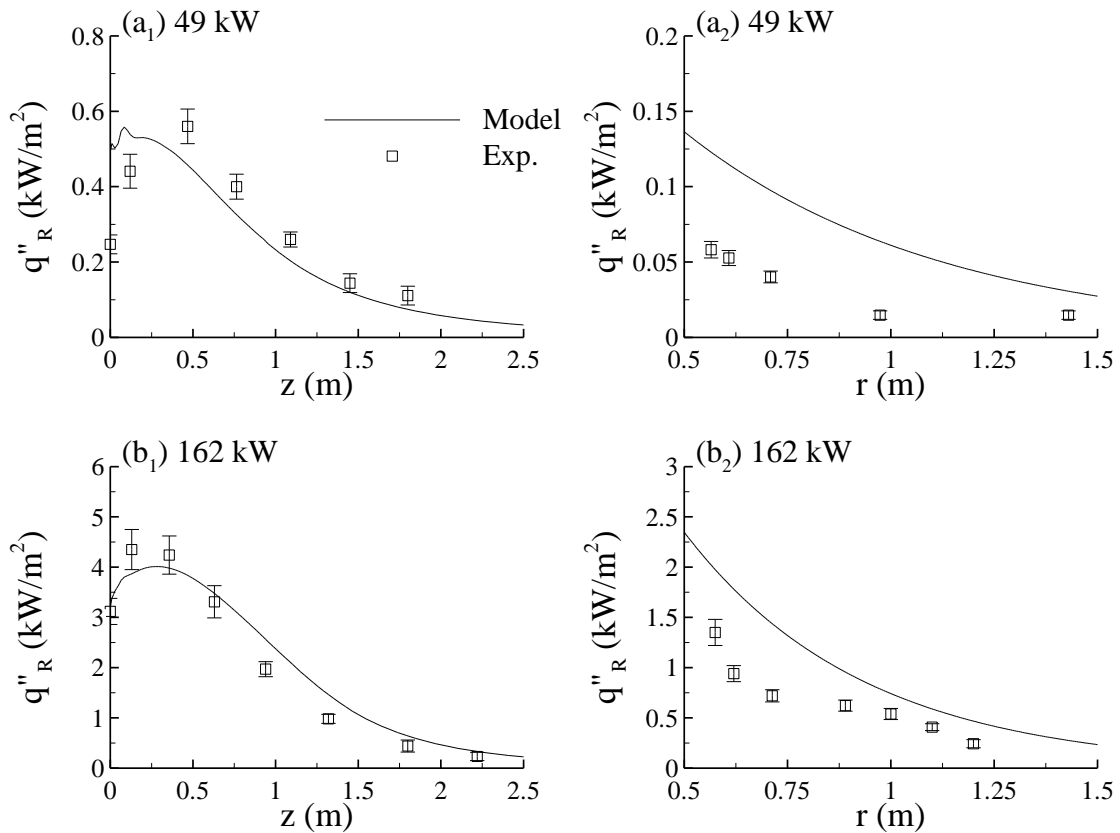 (a₁) 49 kW
0.8
0.6
0.4
0.2
0
q"R (kW/m²)
0 0.5 1 1.5 2 2.5
z (m)
Model
Exp.
(a₂) 49 kW
0.2
0.15
0.1
0.05
0
q"R (kW/m²)
0.5 0.75 1 1.25 1.5
r (m)
(b₁) 162 kW
6
5
4
3
2
1
0
q"R (kW/m²)
0 0.5 1 1.5 2 2.5
z (m)
(b₂) 162 kW
3
2.5
2
1.5
1
0.5
0
q"R (kW/m²)
0.5 0.75 1 1.25 1.5
r (m)